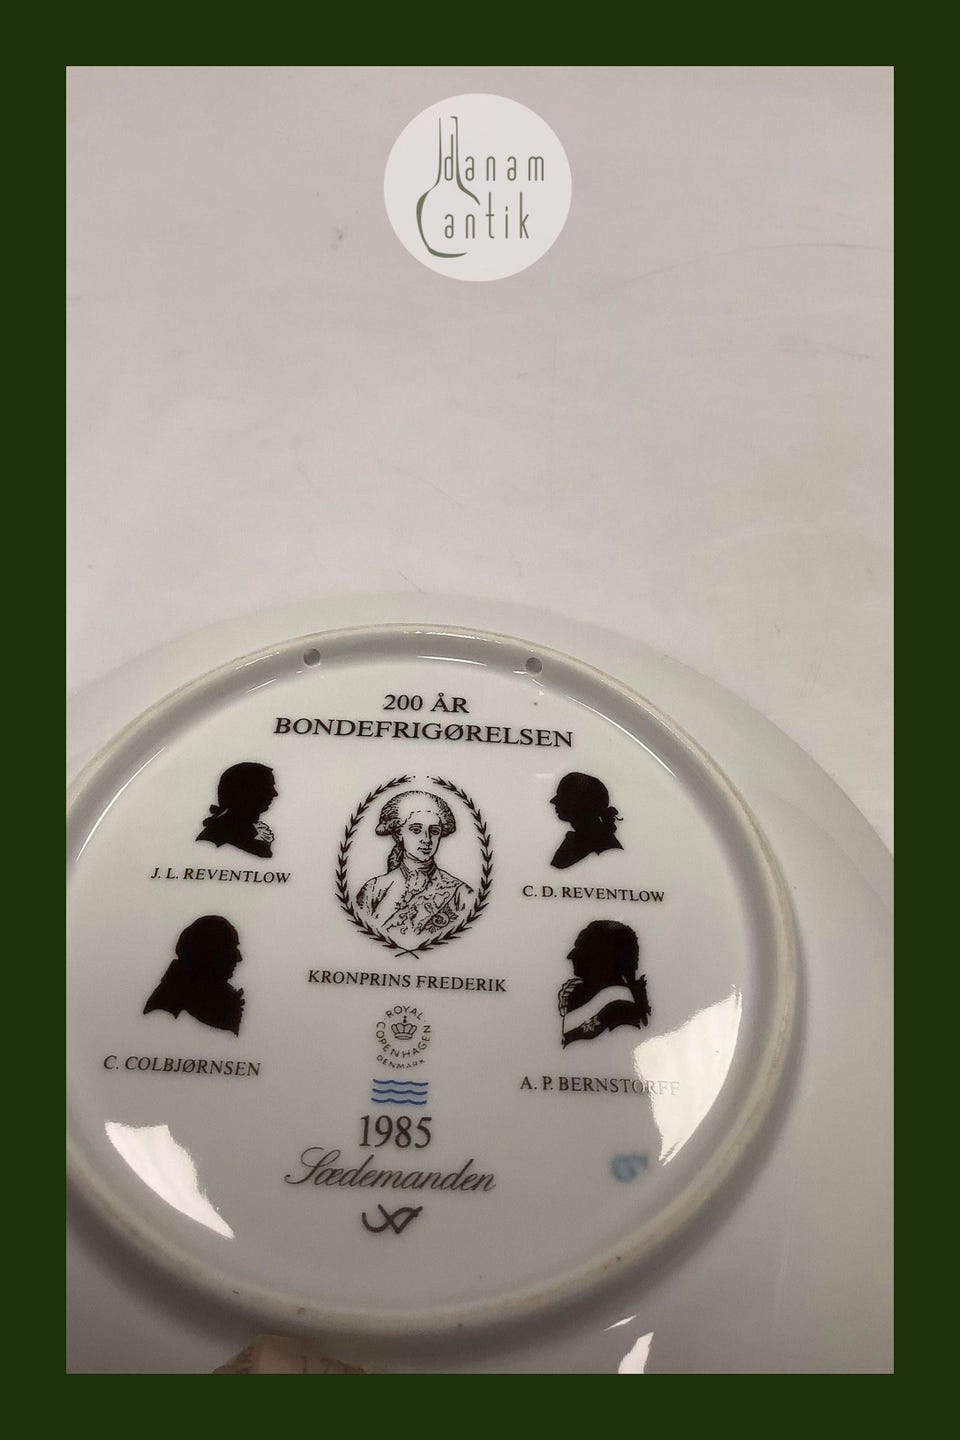 danam
antik
200 ÅR
BONDEFRIGØRELSEN
J. L. REVENTLOW
C. D. REVENTLOW
KRONPRINS FREDERIK
C. COLBJØRNSEN
A. P. BERNSTORFF
ROYAL
COPENHAGEN
DENMARK
1985
Sædemanden